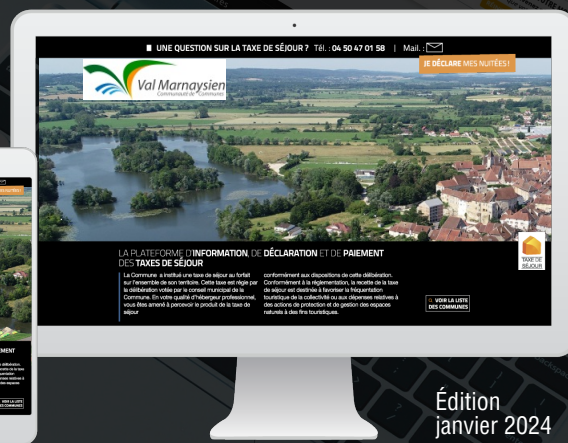 UNE QUESTION SUR LA TAXE DE SÉJOUR ? Tél. : 04 50 47 01 58 | Mail. :
JE DÉCLARE MES NUITÉES !
Val Marnaysien
Communauté de Communes
LA PLATEFORME D'INFORMATION, DE DÉCLARATION ET DE PAIEMENT
DES TAXES DE SÉJOUR
La Commune a institué une taxe de séjour au forfait
sur l'ensemble de son territoire. Cette taxe est régie par
la délibération votée par le conseil municipal de la
Commune. En votre qualité d'hébergeur professionnel,
vous êtes amené à percevoir le produit de la taxe de
séjour
conformément aux dispositions de cette délibération.
Conformément à la réglementation, la recette de la taxe
de séjour est destinée à favoriser la fréquentation
touristique de la collectivité ou aux dépenses relatives à
des actions de protection et de gestion des espaces
naturels à des fins touristiques.
TAXE DE
SÉJOUR
VOIR LA LISTE
DES COMMUNES
Édition
janvier 2024